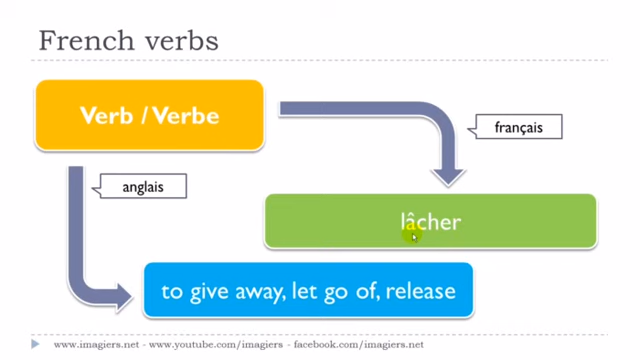 French verbs
Verb / Verbe
français
anglais
lâcher
to give away, let go of, release
www.imagiers.net - www.youtube.com/imagiers - facebook.com/imagiers.net